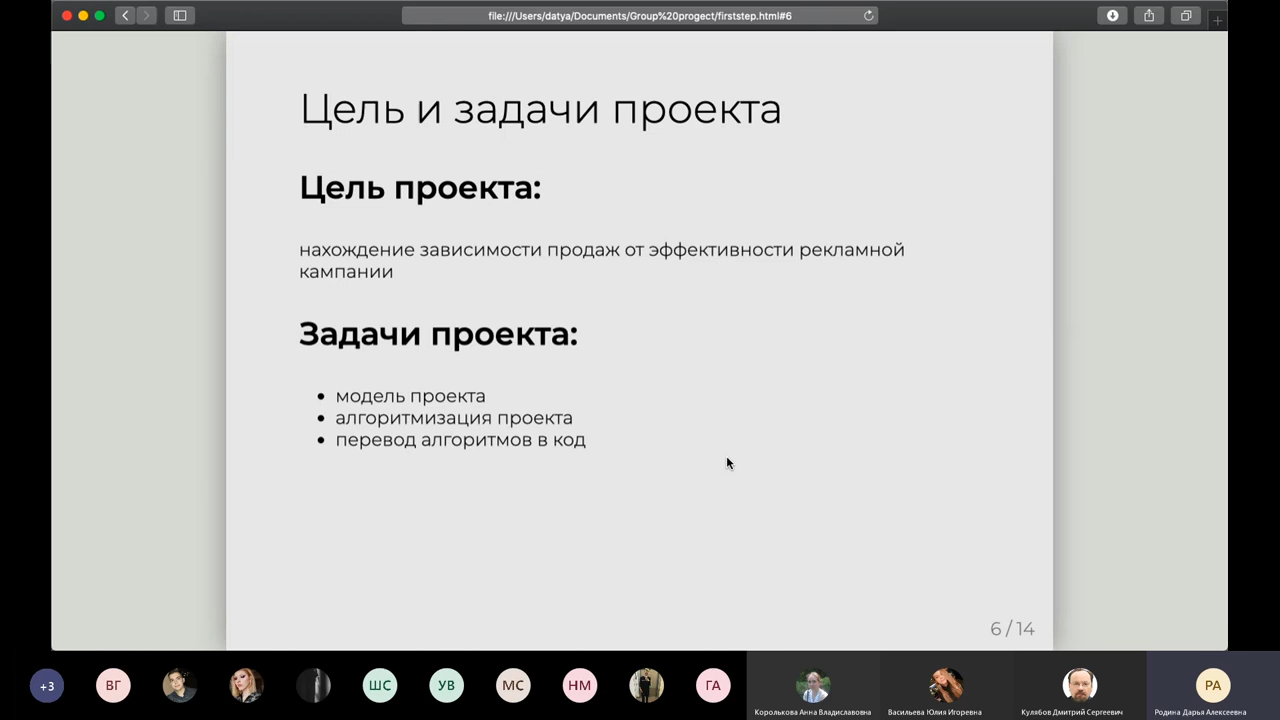 file:///Users/datya/Documents/Group%20progect/firststep.html#6
Цель и задачи проекта
Цель проекта:
нахождение зависимости продаж от эффективности рекламной
кампании
Задачи проекта:
модель проекта
алгоритмизация проекта
перевод алгоритмов в код
6 / 14
+3
ВГ
ШС
УВ
МС
НМ
ГА
РА
Королькова Анна Владиславовна
Васильева Юлия Игоревна
Кулябов Дмитрий Сергеевич
Родина Дарья Алексеевна